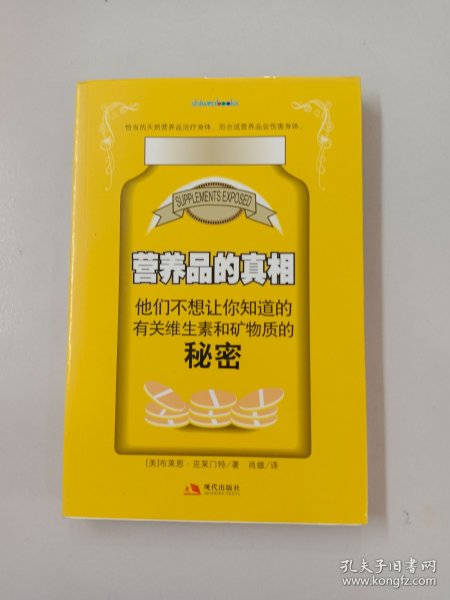 shiwenbooks
恰当的天然营养品治疗身体，而合成营养品会伤害身体。
SUPPLEMENTS EXPOSED
营养品的真相
他们不想让你知道的
有关维生素和矿物质的
秘密
[美]布莱恩·克莱门特/著 肖雄/译
现代出版社
MODERN PRESS
孔夫子旧书网
www.kongfz.com